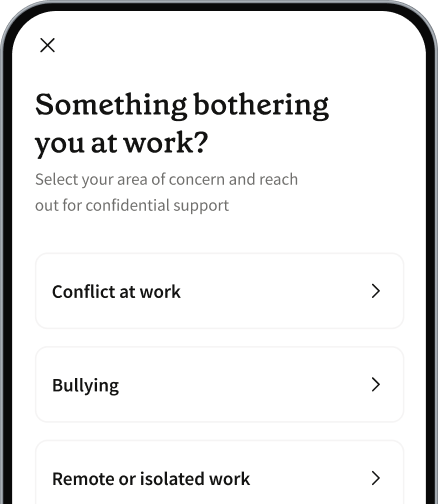 Something bothering
you at work?
Select your area of concern and reach
out for confidential support
Conflict at work
Bullying
Remote or isolated work